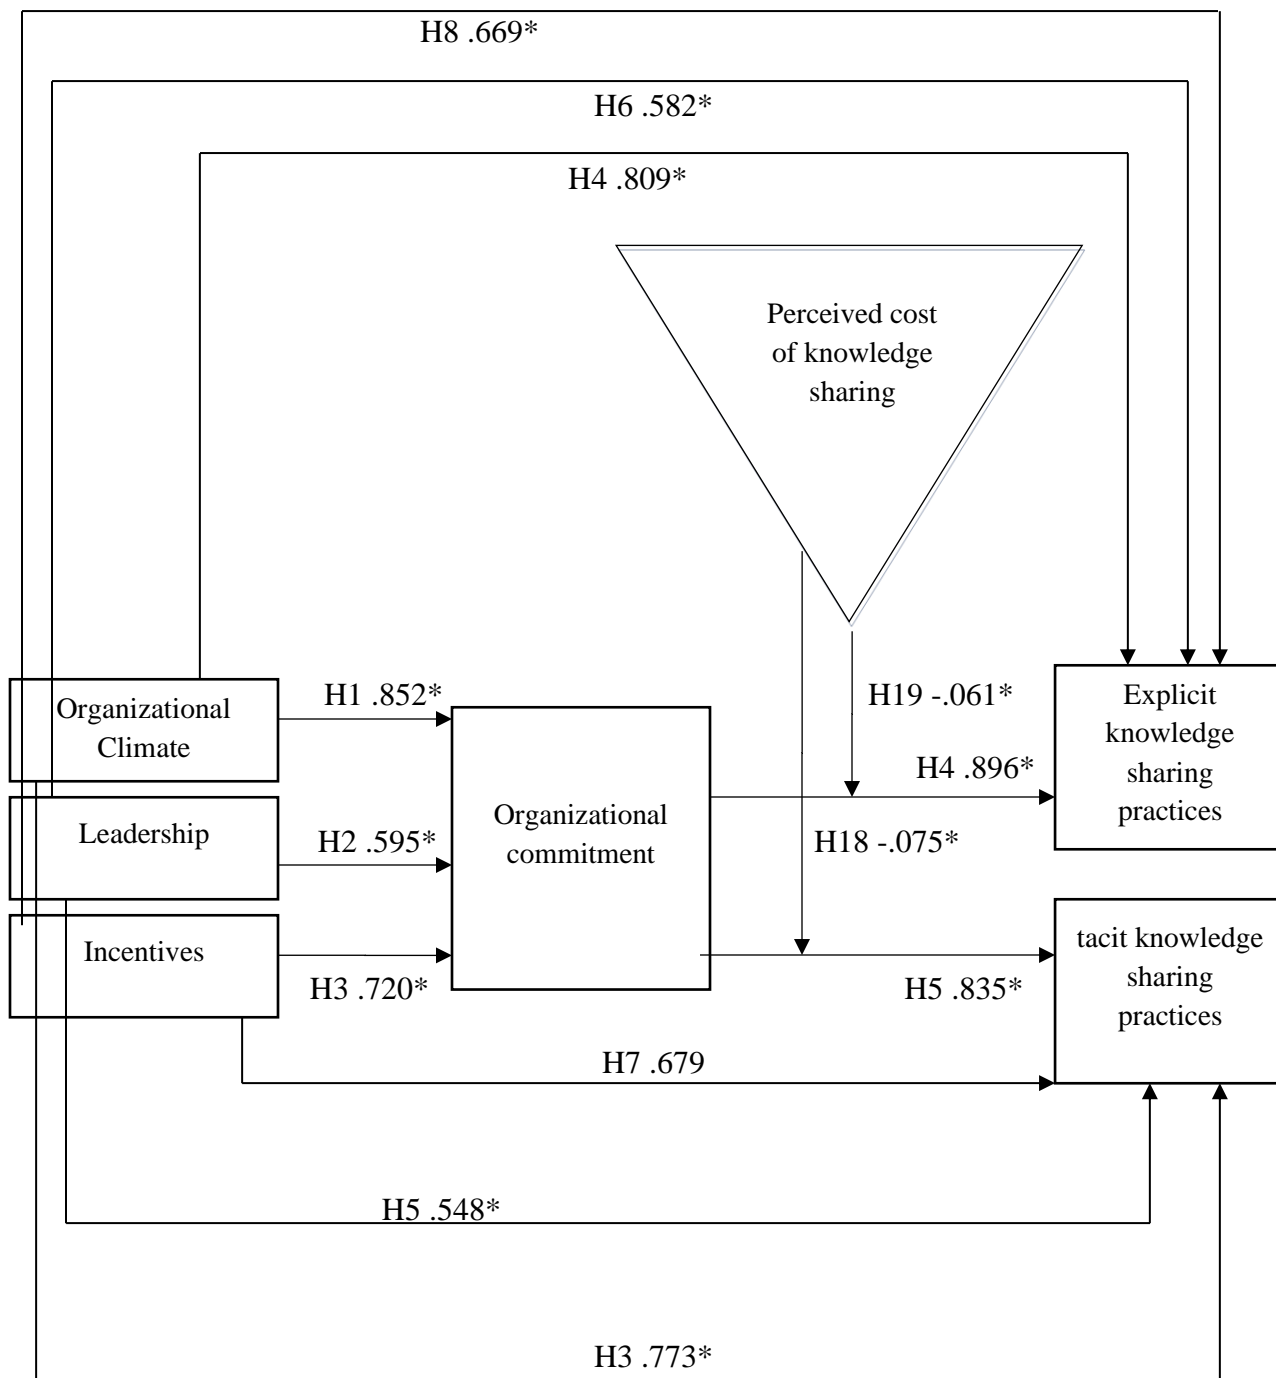 H8 .669*
H6 .582*
H4 .809*
Perceived cost
of knowledge
sharing
H1 .852*
H19 -.061*
Organizational
Climate
Explicit
knowledge
sharing
practices
H4 .896*
Leadership
H2 .595*
Organizational
commitment
H18 -.075*
Incentives
H3 .720*
tacit knowledge
sharing
practices
H5 .835*
H7 .679
H5 .548*
H3 .773*